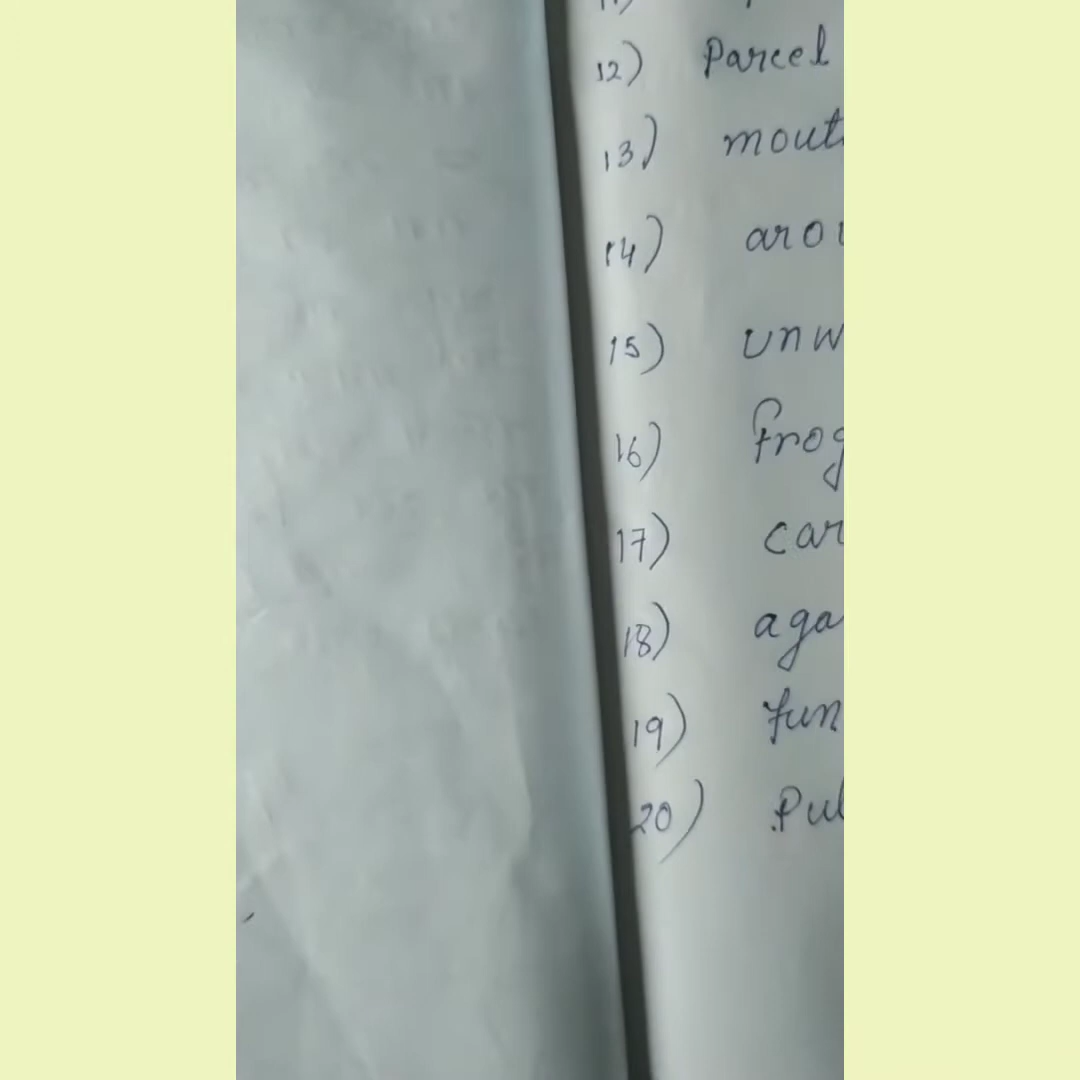 12) Parcel
13) mout
14) aro
15) unw
16) frog
17) car
18) aga
19) fun
20) Pul